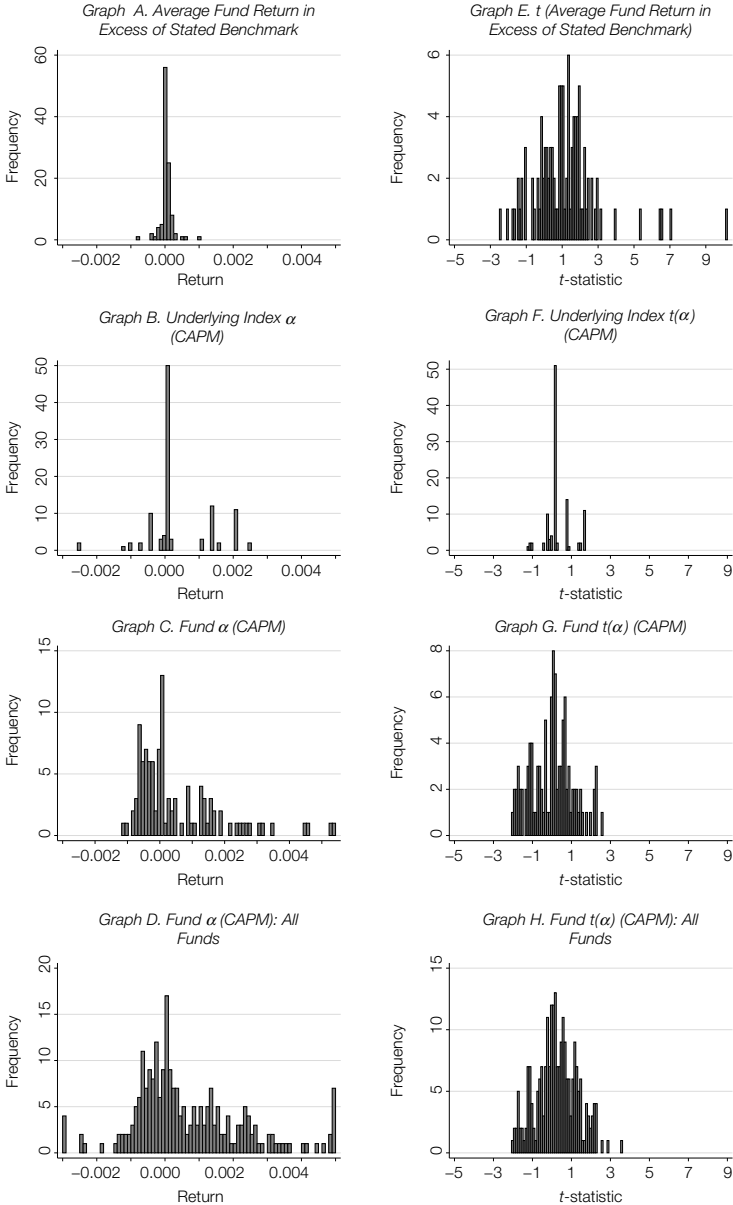 Graph A. Average Fund Return in
Excess of Stated Benchmark
Frequency
60
40
20
0
−0.002 0.000 0.002 0.004
Return
Graph E. t (Average Fund Return in
Excess of Stated Benchmark)
Frequency
6
4
2
0
−5 −3 −1 1 3 5 7 9
t-statistic
Graph B. Underlying Index α
(CAPM)
Frequency
50
40
30
20
10
0
−0.002 0.000 0.002 0.004
Return
Graph F. Underlying Index t(α)
(CAPM)
Frequency
50
40
30
20
10
0
−5 −3 −1 1 3 5 7 9
t-statistic
Graph C. Fund α (CAPM)
Frequency
15
10
5
0
−0.002 0.000 0.002 0.004
Return
Graph G. Fund t(α) (CAPM)
Frequency
8
6
4
2
0
−5 −3 −1 1 3 5 7 9
t-statistic
Graph D. Fund α (CAPM): All
Funds
Frequency
20
15
10
5
0
−0.002 0.000 0.002 0.004
Return
Graph H. Fund t(α) (CAPM): All
Funds
Frequency
15
10
5
0
−5 −3 −1 1 3 5 7 9
t-statistic